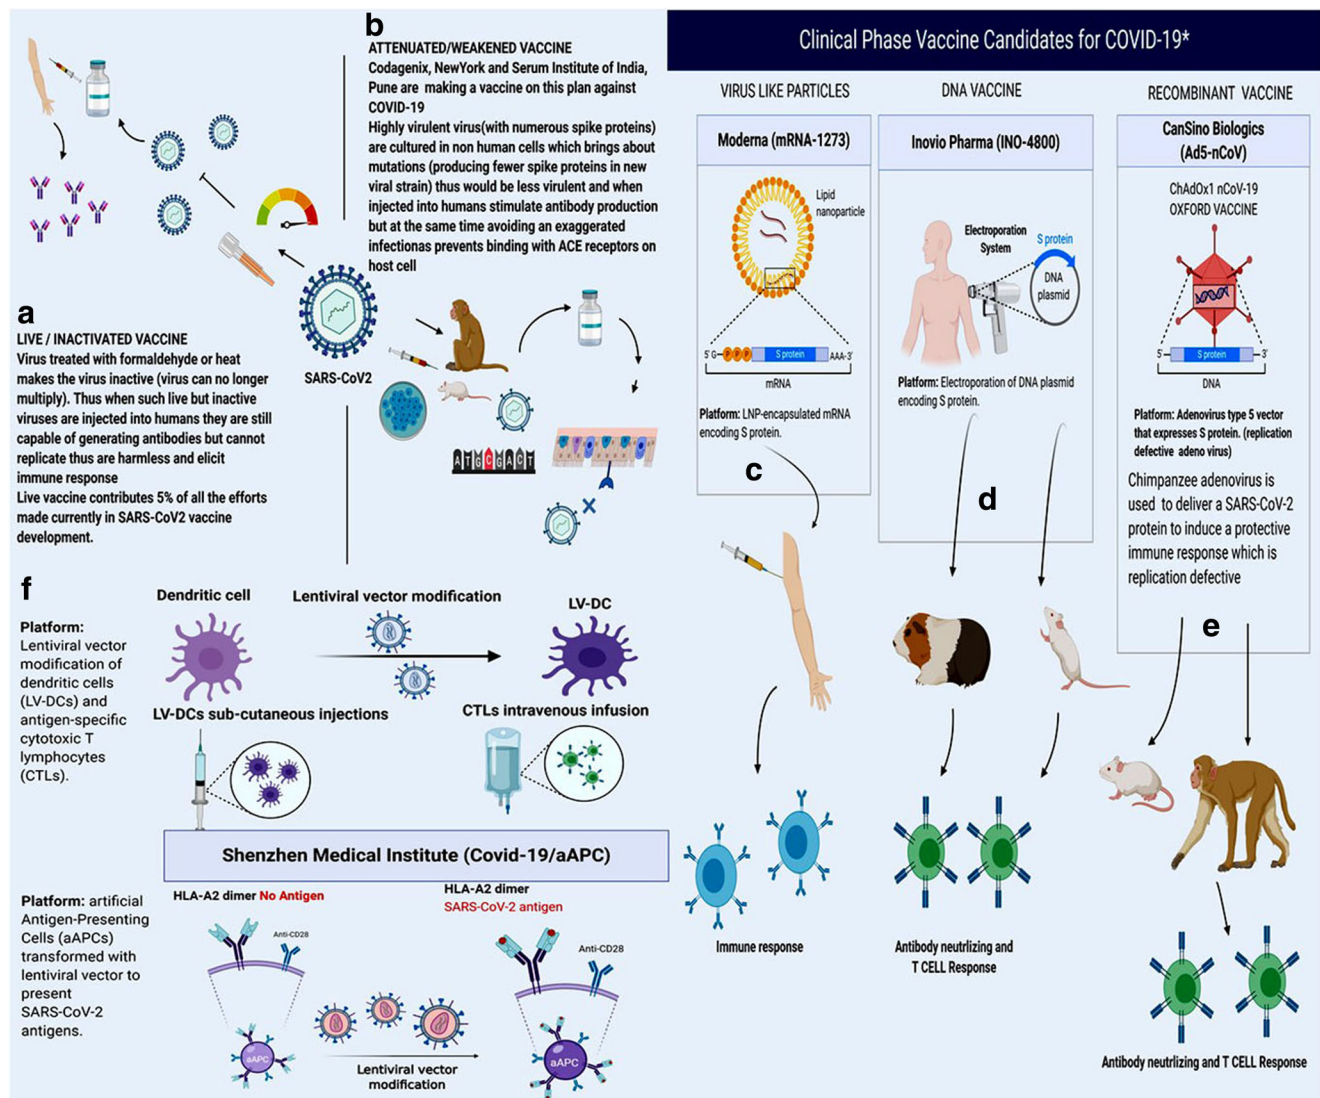 b
ATTENUATED/WEAKENED VACCINE
Codagenix, NewYork and Serum Institute of India,
Pune are making a vaccine on this plan against
COVID-19
Highly virulent virus(with numerous spike proteins)
are cultured in non human cells which brings about
mutations (producing fewer spike proteins in new
viral strain) thus would be less virulent and when
injected into humans stimulate antibody production
but at the same time avoiding an exaggerated
infectionas prevents binding with ACE receptors on
host cell
a
LIVE / INACTIVATED VACCINE
Virus treated with formaldehyde or heat
makes the virus inactive (virus can no longer
multiply). Thus when such live but inactive
viruses are injected into humans they are still
capable of generating antibodies but cannot
replicate thus are harmless and elicit
immune response
Live vaccine contributes 5% of all the efforts
made currently in SARS-CoV2 vaccine
development.
SARS-CoV2
A T G C G A C T
Clinical Phase Vaccine Candidates for COVID-19*
VIRUS LIKE PARTICLES
Moderna (mRNA-1273)
Lipid
nanoparticle
5' G P P P S protein AAA-3'
mRNA
Platform: LNP-encapsulated mRNA
encoding S protein.
c
Immune response
DNA VACCINE
Inovio Pharma (INO-4800)
Electroporation
System
S protein
DNA
plasmid
Platform: Electroporation of DNA plasmid
encoding S protein.
d
Antibody neutrlizing and
T CELL Response
RECOMBINANT VACCINE
CanSino Biologics
(Ad5-nCoV)
ChAdOx1 nCoV-19
OXFORD VACCINE
5' S protein 3'
DNA
Platform: Adenovirus type 5 vector
that expresses S protein. (replication
defective adeno virus)
Chimpanzee adenovirus is
used to deliver a SARS-CoV-2
protein to induce a protective
immune response which is
replication defective
e
Antibody neutrlizing and T CELL Response
f
Platform:
Lentiviral vector
modification of
dendritic cells
(LV-DCs) and
antigen-specific
cytotoxic T
lymphocytes
(CTLs).
Dendritic cell
Lentiviral vector modification
LV-DC
LV-DCs sub-cutaneous injections
CTLs intravenous infusion
Shenzhen Medical Institute (Covid-19/aAPC)
Platform: artificial
Antigen-Presenting
Cells (aAPCs)
transformed with
lentiviral vector to
present
SARS-CoV-2
antigens.
HLA-A2 dimer No Antigen
Anti-CD28
aAPC
Lentiviral vector
modification
HLA-A2 dimer
SARS-CoV-2 antigen
Anti-CD28
aAPC